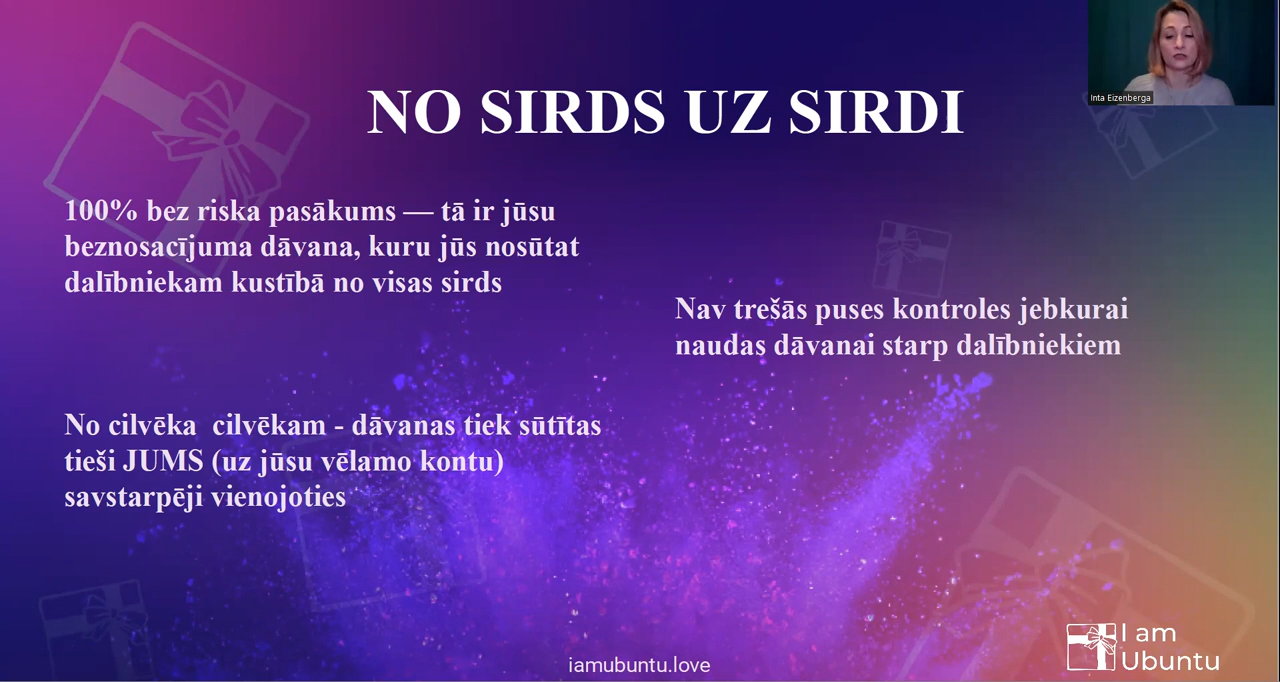 Inta Eizenberga
NO SIRDS UZ SIRDI
100% bez riska pasākums — tā ir jūsu
beznosacījuma dāvana, kuru jūs nosūtat
dalībniekam kustībā no visas sirds
Nav trešās puses kontroles jebkurai
naudas dāvanai starp dalībniekiem
No cilvēka  cilvēkam - dāvanas tiek sūtītas
tieši JUMS (uz jūsu vēlamo kontu)
savstarpēji vienojoties
iamubuntu.love
I am
Ubuntu